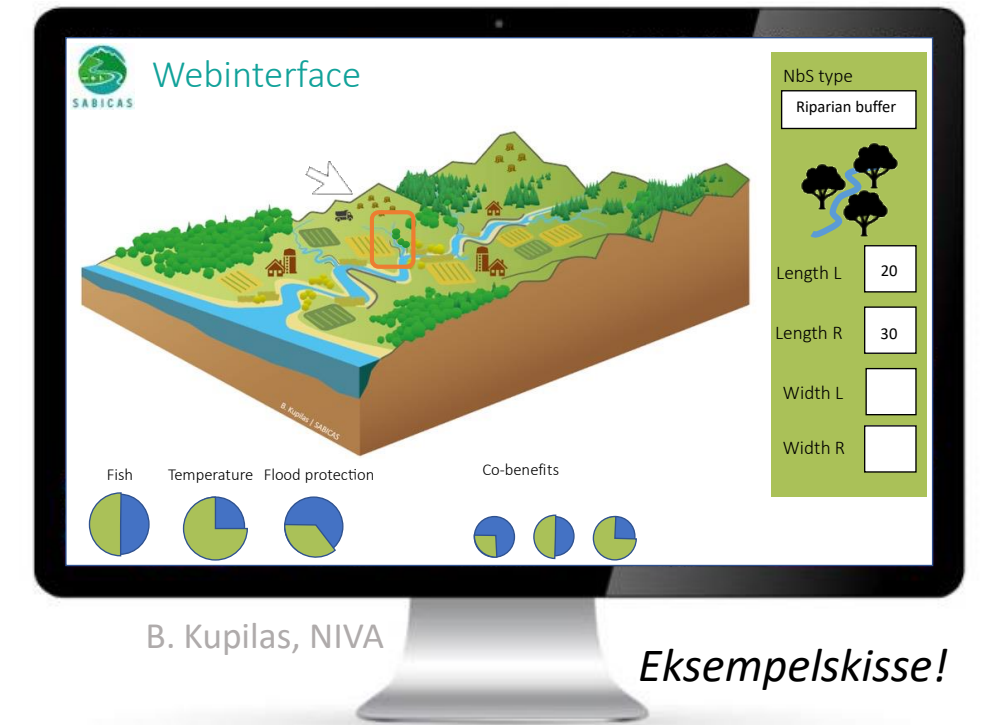 SABICAS
Webinterface
NbS type
Riparian buffer
Length L
20
Length R
30
Width L
Width R
B. Kupilas | SABICAS
Fish
Temperature
Flood protection
Co-benefits
B. Kupilas, NIVA
Eksempelskisse!